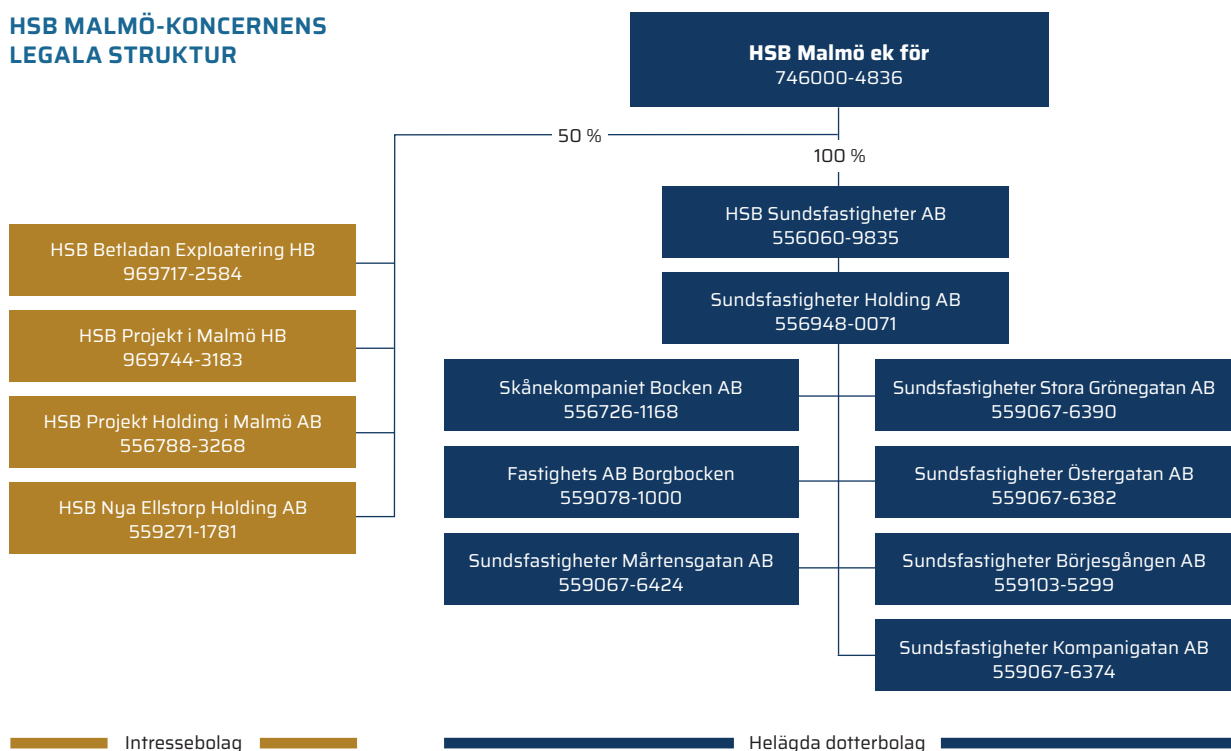 HSB MALMÖ-KONCERNENS
LEGALA STRUKTUR
HSB Malmö ek för
746000-4836
50 %
100 %
HSB Sundsfastigheter AB
556060-9835
Sundsfastigheter Holding AB
556948-0071
HSB Betladan Exploatering HB
969717-2584
HSB Projekt i Malmö HB
969744-3183
HSB Projekt Holding i Malmö AB
556788-3268
HSB Nya Ellstorp Holding AB
559271-1781
Skånekompaniet Bocken AB
556726-1168
Fastighets AB Borgbocken
559078-1000
Sundsfastigheter Mårtensgatan AB
559067-6424
Sundsfastigheter Stora Grönegatan AB
559067-6390
Sundsfastigheter Östergatan AB
559067-6382
Sundsfastigheter Börjesgången AB
559103-5299
Sundsfastigheter Kompanigatan AB
559067-6374
Intressebolag
Helägda dotterbolag